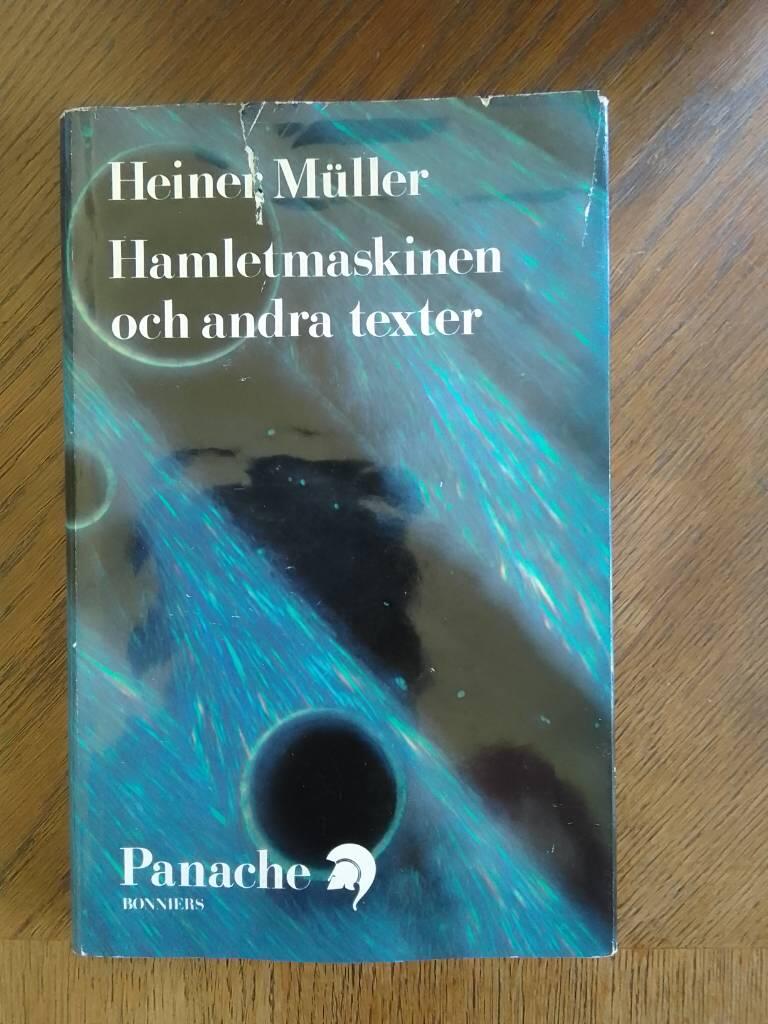 Heiner Müller
Hamletmaskinen
och andra texter
Panache
BONNIERS